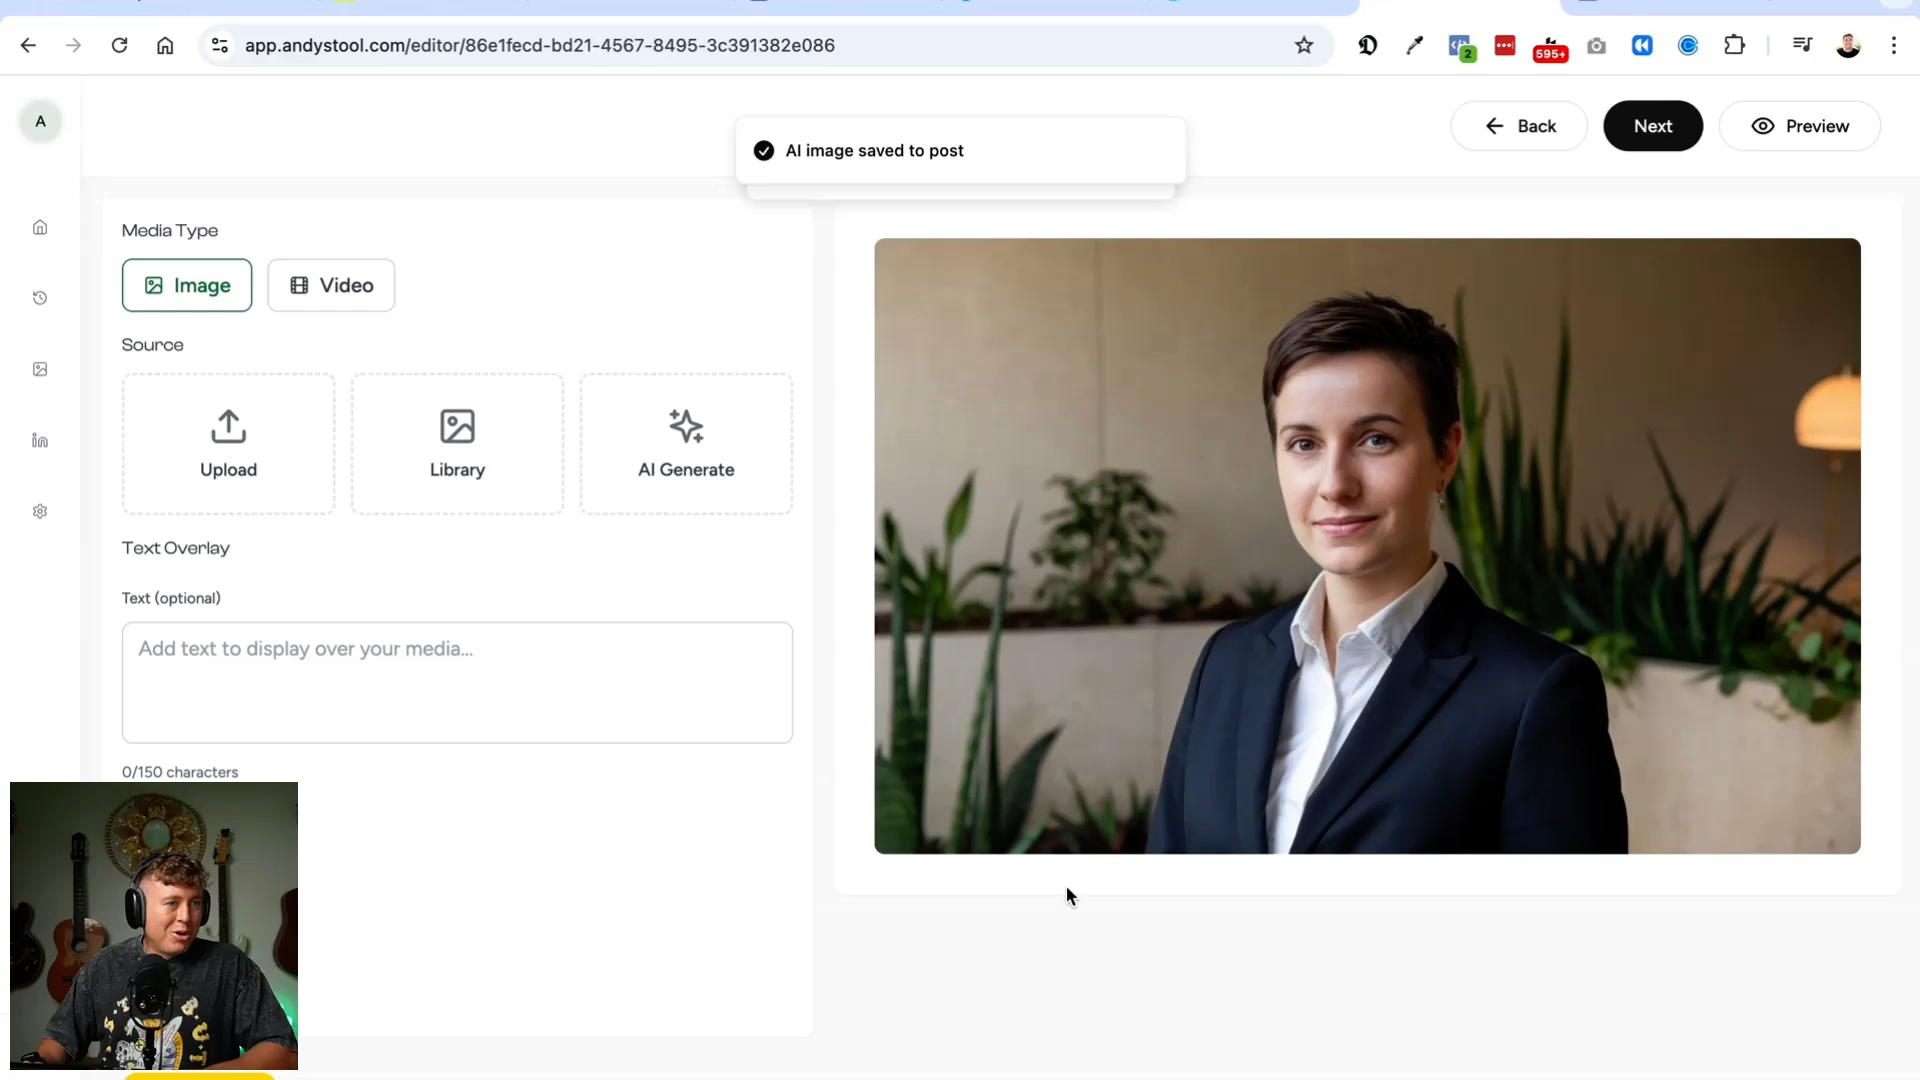 app.andystool.com/editor/86e1fecd-bd21-4567-8495-3c391382e086
2
595+
A
Back
Next
Preview
AI image saved to post
Media Type
Image
Video
Source
Upload
Library
AI Generate
Text Overlay
Text (optional)
Add text to display over your media...
0/150 characters